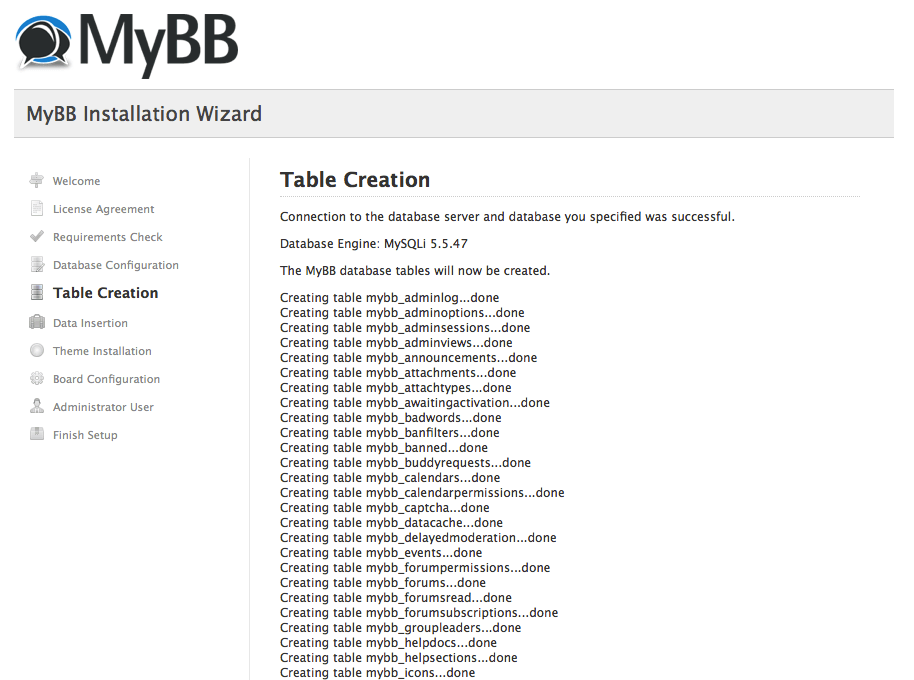 MyBB
MyBB Installation Wizard
Welcome
License Agreement
Requirements Check
Database Configuration
Table Creation
Data Insertion
Theme Installation
Board Configuration
Administrator User
Finish Setup
Table Creation
Connection to the database server and database you specified was successful.
Database Engine: MySQLi 5.5.47
The MyBB database tables will now be created.
Creating table mybb_adminlog...done
Creating table mybb_adminoptions...done
Creating table mybb_adminsessions...done
Creating table mybb_adminviews...done
Creating table mybb_announcements...done
Creating table mybb_attachments...done
Creating table mybb_attachtypes...done
Creating table mybb_awaitingactivation...done
Creating table mybb_badwords...done
Creating table mybb_banfilters...done
Creating table mybb_banned...done
Creating table mybb_buddyrequests...done
Creating table mybb_calendars...done
Creating table mybb_calendarpermissions...done
Creating table mybb_captcha...done
Creating table mybb_datacache...done
Creating table mybb_delayedmoderation...done
Creating table mybb_events...done
Creating table mybb_forumpermissions...done
Creating table mybb_forums...done
Creating table mybb_forumsread...done
Creating table mybb_forumsubscriptions...done
Creating table mybb_groupleaders...done
Creating table mybb_helpdocs...done
Creating table mybb_helpsections...done
Creating table mybb_icons...done